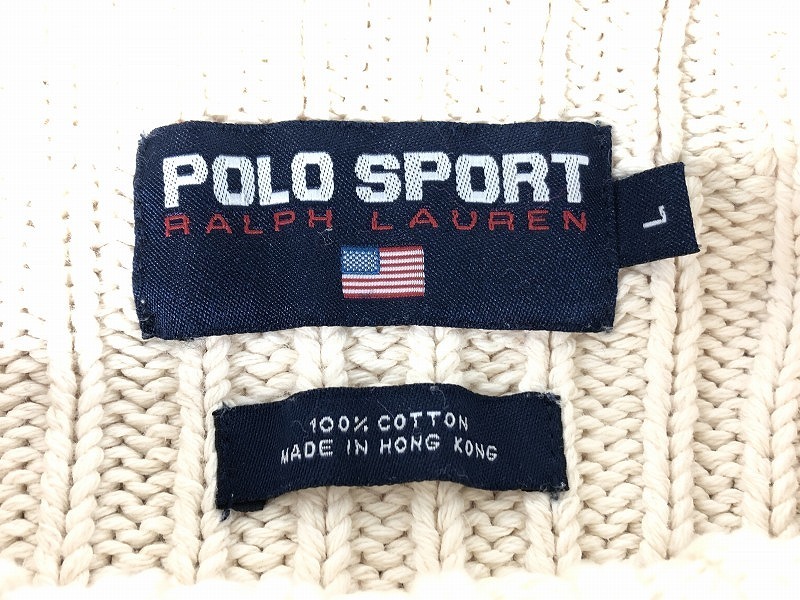 POLO SPORT
RALPH LAUREN
L
100% COTTON
MADE IN HONG KONG